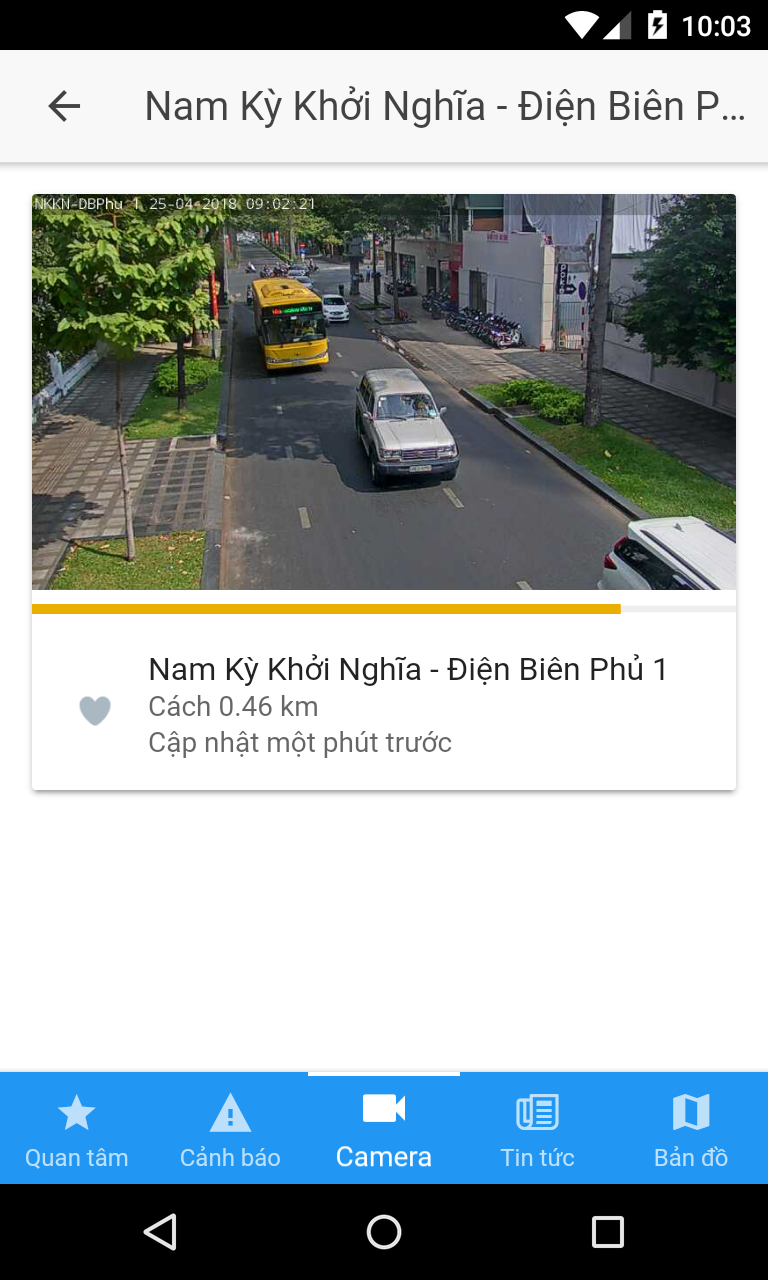 10:03
Nam Kỳ Khởi Nghĩa - Điện Biên P…
NKKN-DBPhu 1 25-04-2018 09:02:21
Nam Kỳ Khởi Nghĩa - Điện Biên Phủ 1
Cách 0.46 km
Cập nhật một phút trước
Quan tâm
Cảnh báo
Camera
Tin tức
Bản đồ